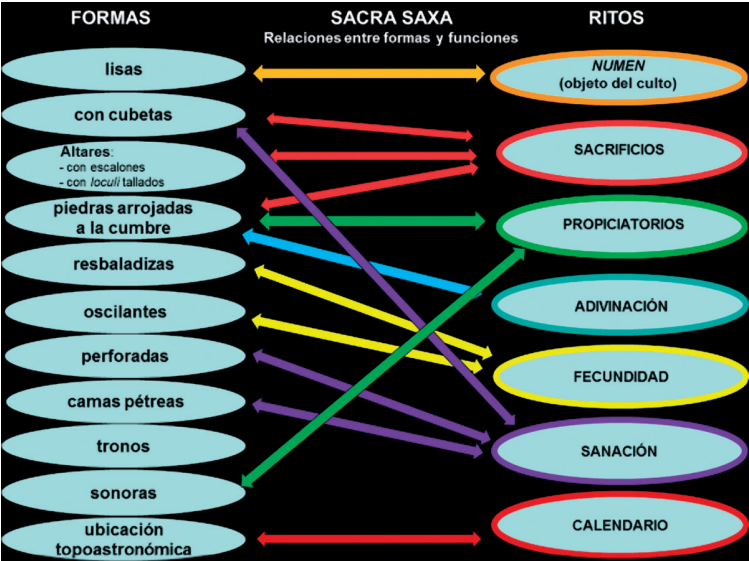 FORMAS
SACRA SAXA
RITOS
Relaciones entre formas y funciones
lisas
con cubetas
Altares:
- con escalones
- con loculi tallados
piedras arrojadas
a la cumbre
resbaladizas
oscilantes
perforadas
camas pétreas
tronos
sonoras
ubicación
topoastronómica
NUMEN
(objeto del culto)
SACRIFICIOS
PROPICIATORIOS
ADIVINACIÓN
FECUNDIDAD
SANACIÓN
CALENDARIO